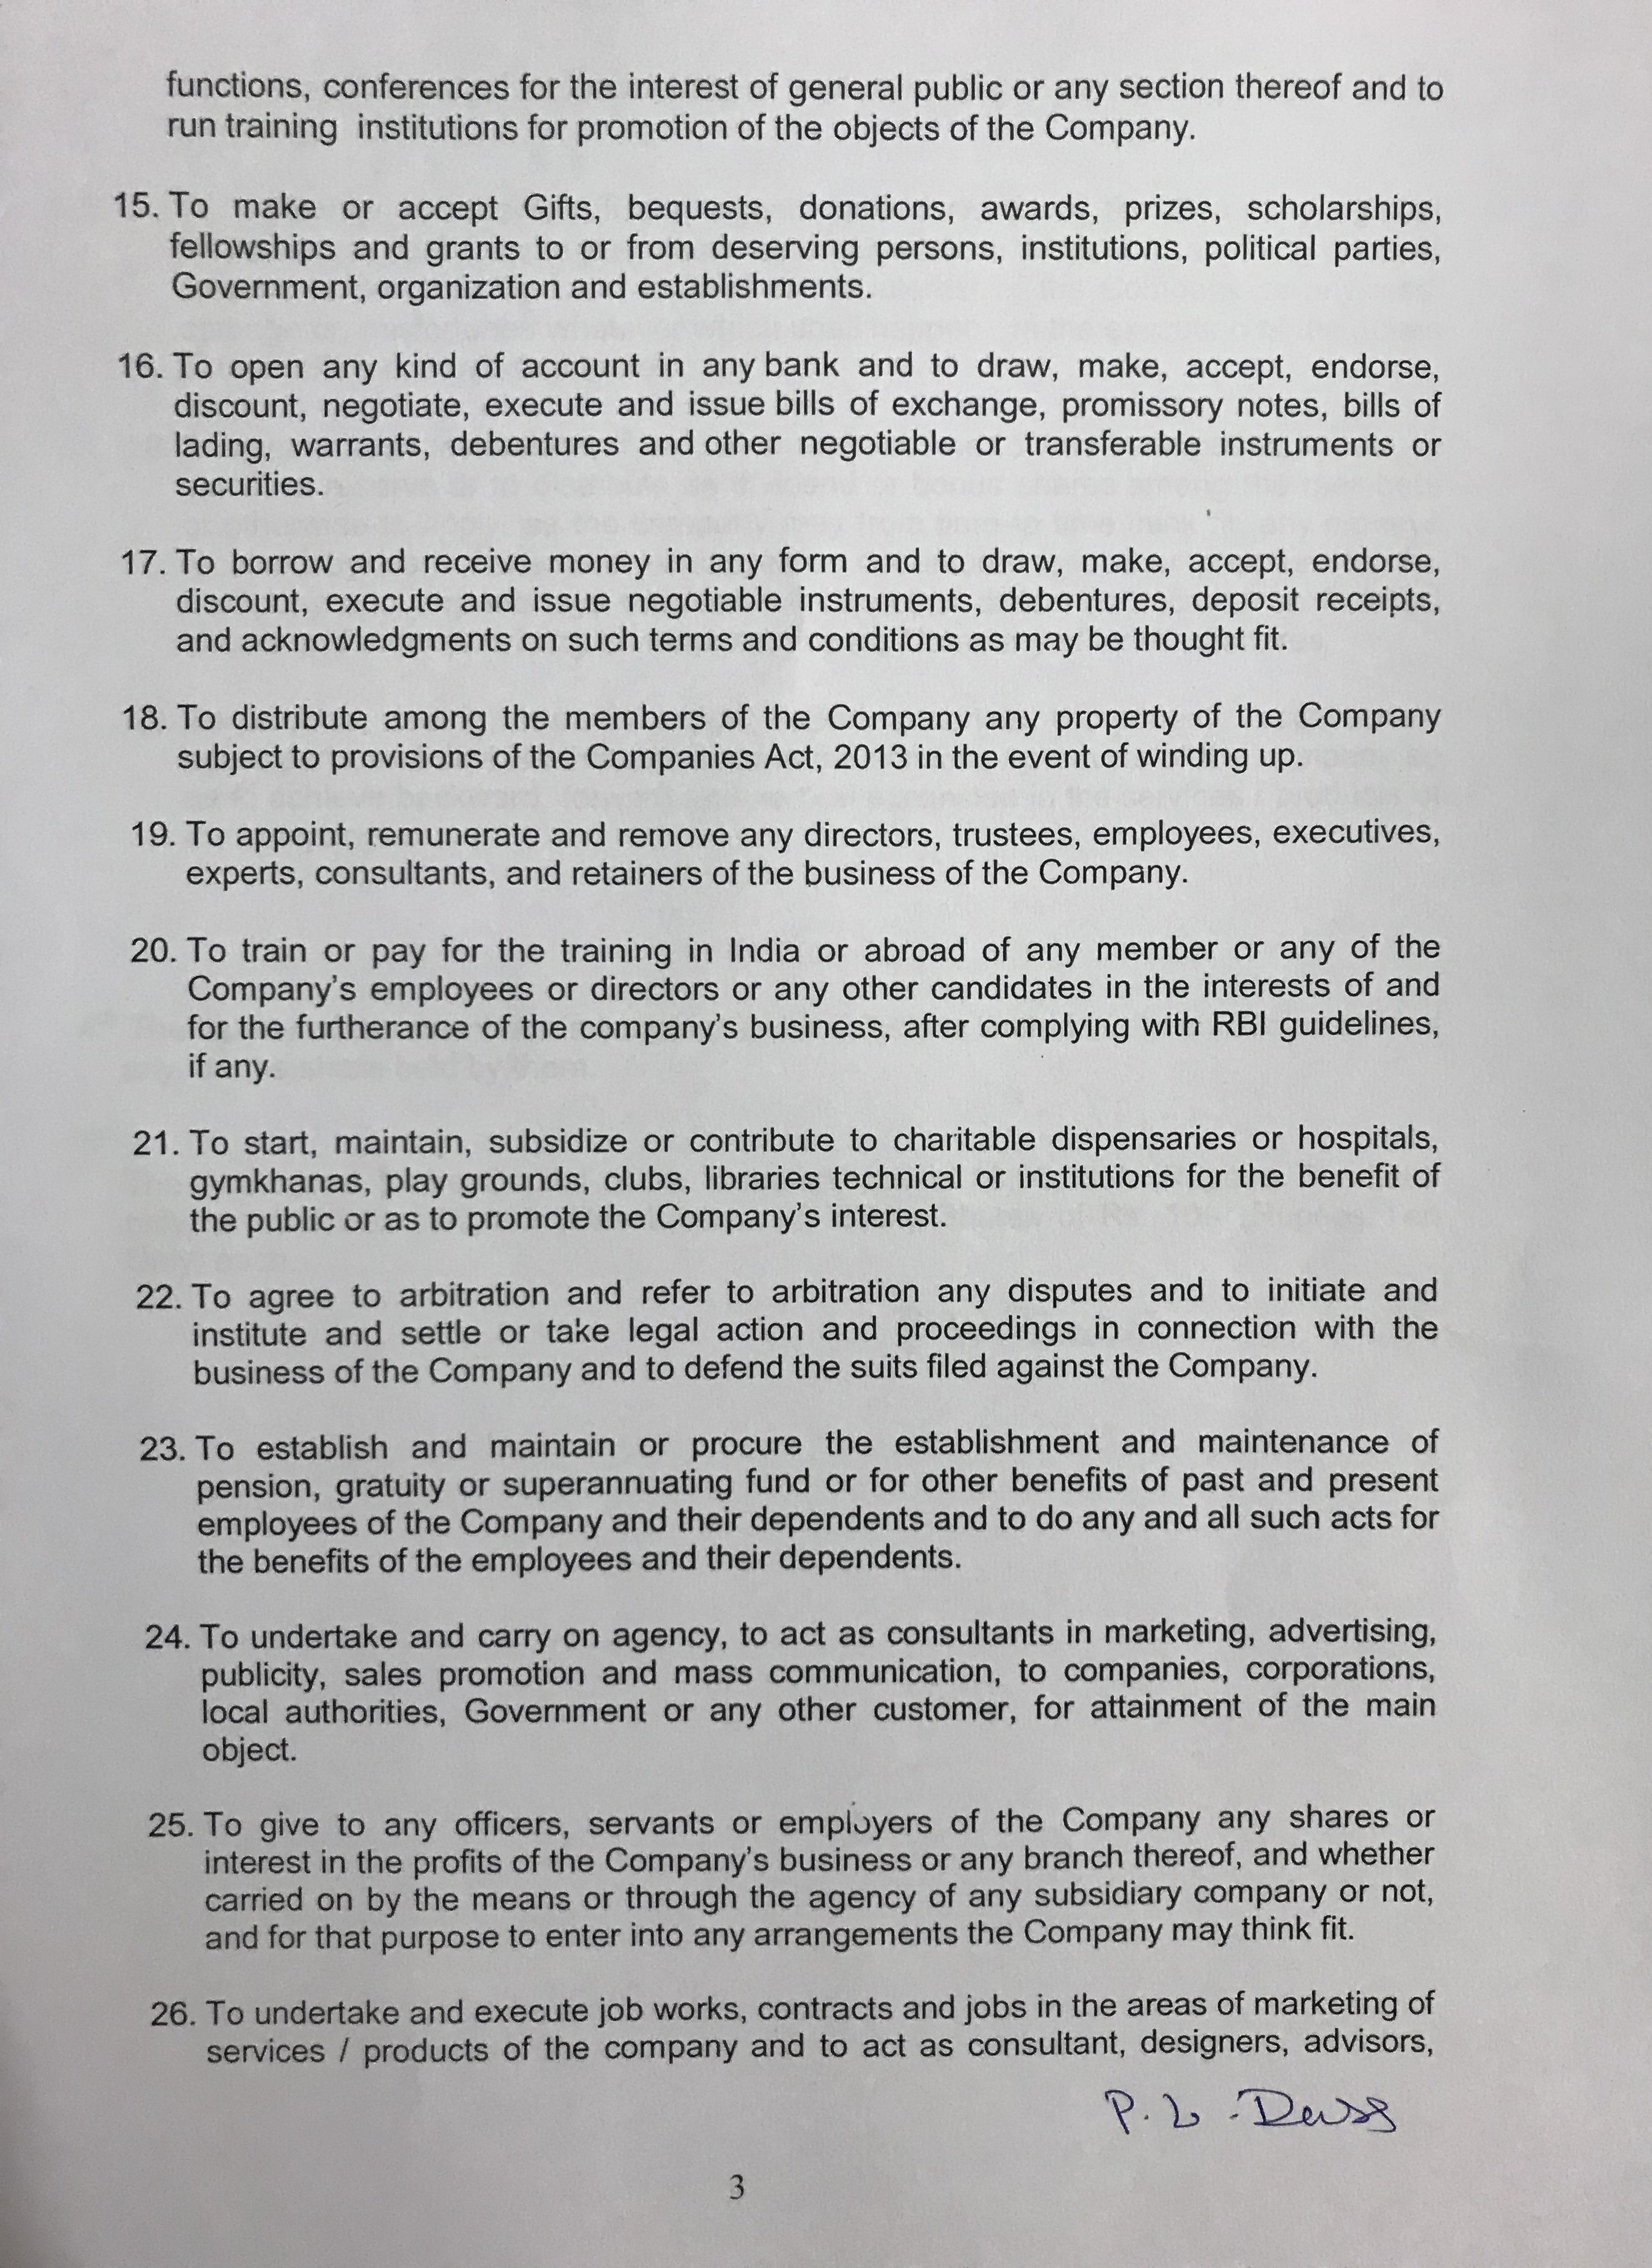 functions, conferences for the interest of general public or any section thereof and to
run training institutions for promotion of the objects of the Company.
15. To make or accept Gifts, bequests, donations, awards, prizes, scholarships,
fellowships and grants to or from deserving persons, institutions, political parties,
Government, organization and establishments.
16. To open any kind of account in any bank and to draw, make, accept, endorse,
discount, negotiate, execute and issue bills of exchange, promissory notes, bills of
lading, warrants, debentures and other negotiable or transferable instruments or
securities.
17. To borrow and receive money in any form and to draw, make, accept, endorse,
discount, execute and issue negotiable instruments, debentures, deposit receipts,
and acknowledgments on such terms and conditions as may be thought fit.
18. To distribute among the members of the Company any property of the Company
subject to provisions of the Companies Act, 2013 in the event of winding up.
19. To appoint, remunerate and remove any directors, trustees, employees, executives,
experts, consultants, and retainers of the business of the Company.
20. To train or pay for the training in India or abroad of any member or any of the
Company's employees or directors or any other candidates in the interests of and
for the furtherance of the company's business, after complying with RBI guidelines,
if any.
21. To start, maintain, subsidize or contribute to charitable dispensaries or hospitals,
gymkhanas, play grounds, clubs, libraries technical or institutions for the benefit of
the public or as to promote the Company's interest.
22. To agree to arbitration and refer to arbitration any disputes and to initiate and
institute and settle or take legal action and proceedings in connection with the
business of the Company and to defend the suits filed against the Company.
23. To establish and maintain or procure the establishment and maintenance of
pension, gratuity or superannuating fund or for other benefits of past and present
employees of the Company and their dependents and to do any and all such acts for
the benefits of the employees and their dependents.
24. To undertake and carry on agency, to act as consultants in marketing, advertising,
publicity, sales promotion and mass communication, to companies, corporations,
local authorities, Government or any other customer, for attainment of the main
object.
25. To give to any officers, servants or employers of the Company any shares or
interest in the profits of the Company's business or any branch thereof, and whether
carried on by the means or through the agency of any subsidiary company or not,
and for that purpose to enter into any arrangements the Company may think fit.
26. To undertake and execute job works, contracts and jobs in the areas of marketing of
services / products of the company and to act as consultant, designers, advisors,
P.
3